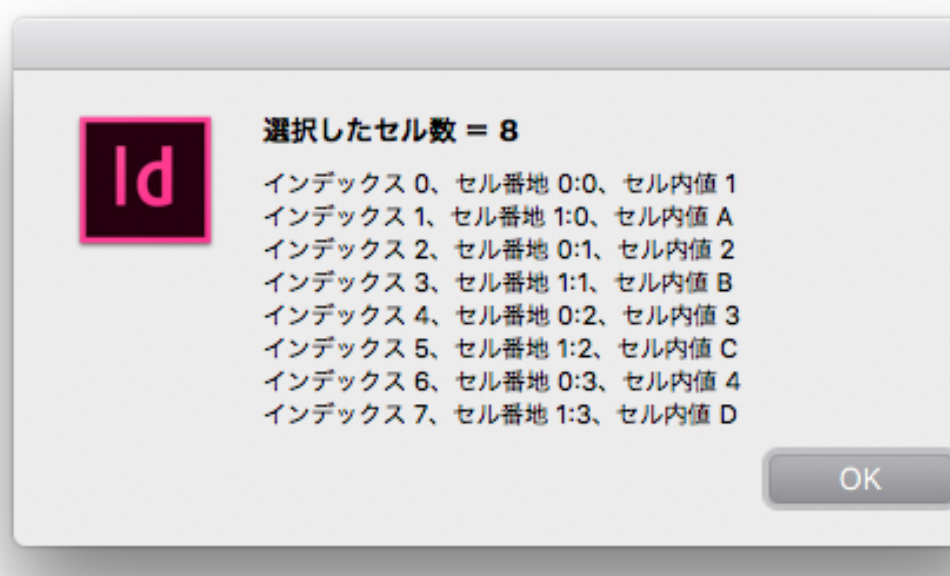 Id
選択したセル数 = 8
インデックス 0、セル番地 0:0、セル内値 1
インデックス 1、セル番地 1:0、セル内値 A
インデックス 2、セル番地 0:1、セル内値 2
インデックス 3、セル番地 1:1、セル内値 B
インデックス 4、セル番地 0:2、セル内値 3
インデックス 5、セル番地 1:2、セル内値 C
インデックス 6、セル番地 0:3、セル内値 4
インデックス 7、セル番地 1:3、セル内値 D
OK